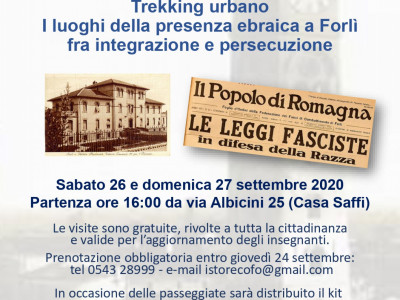 Trekking urbano
I luoghi della presenza ebraica a Forlì
fra integrazione e persecuzione
Il Popolo di Romagna
LE LEGGI FASCISTE
in difesa della Razza
Sabato 26 e domenica 27 settembre 2020
Partenza ore 16:00 da via Albicini 25 (Casa Saffi)
Le visite sono gratuite, rivolte a tutta la cittadinanza
e valide per l'aggiornamento degli insegnanti.
Prenotazione obbligatoria entro giovedì 24 settembre:
tel 0543 28999 - e-mail istorecofo@gmail.com
In occasione delle passeggiate sarà distribuito il kit